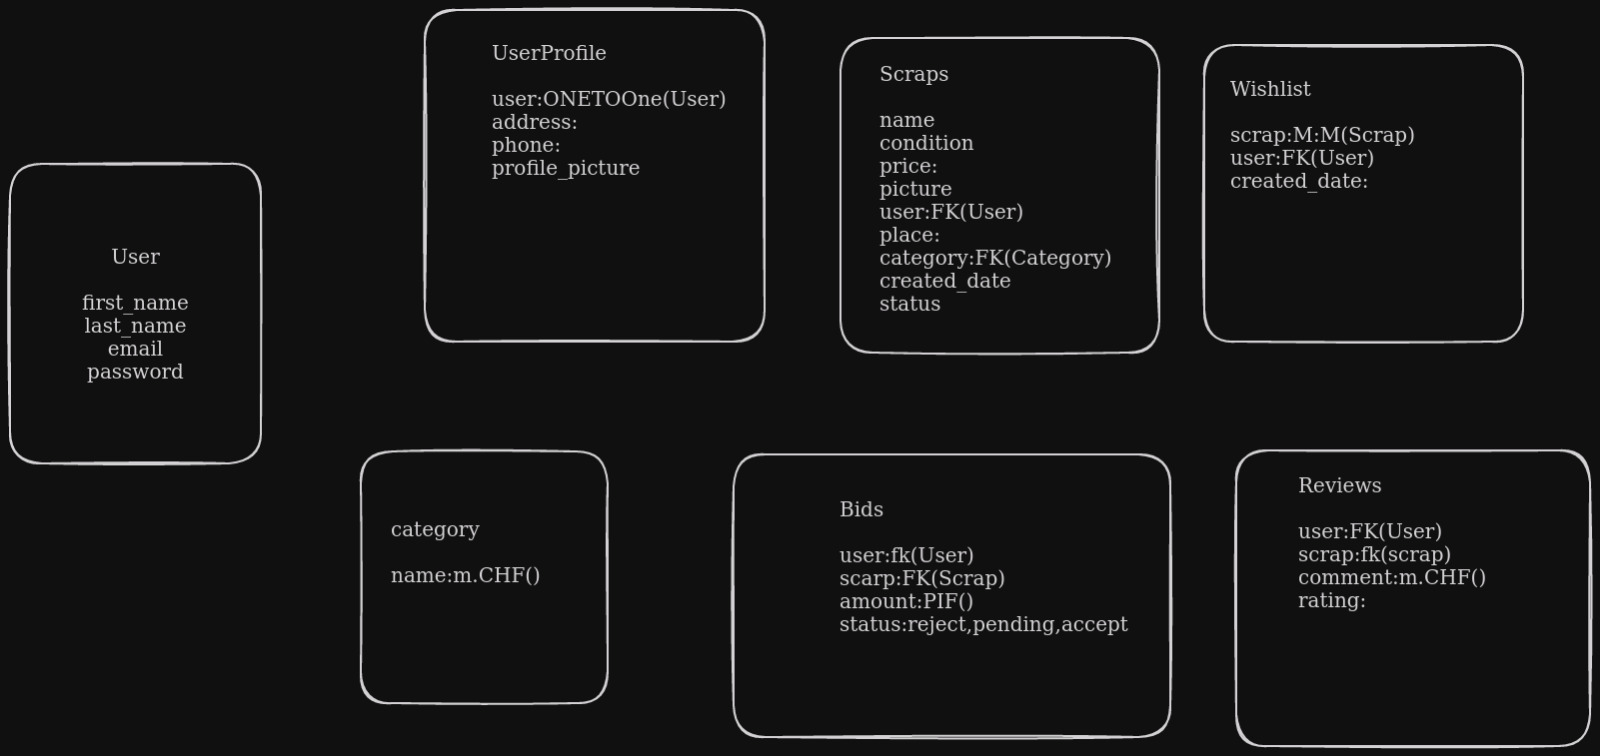 User
first_name
last_name
email
password
UserProfile
user:ONETOOne(User)
address:
phone:
profile_picture
Scraps
name
condition
price:
picture
user:FK(User)
place:
category:FK(Category)
created_date
status
Wishlist
scrap:M:M(Scrap)
user:FK(User)
created_date:
category
name:m.CHF()
Bids
user:fk(User)
scarp:FK(Scrap)
amount:PIF()
status:reject,pending,accept
Reviews
user:FK(User)
scrap:fk(scrap)
comment:m.CHF()
rating: